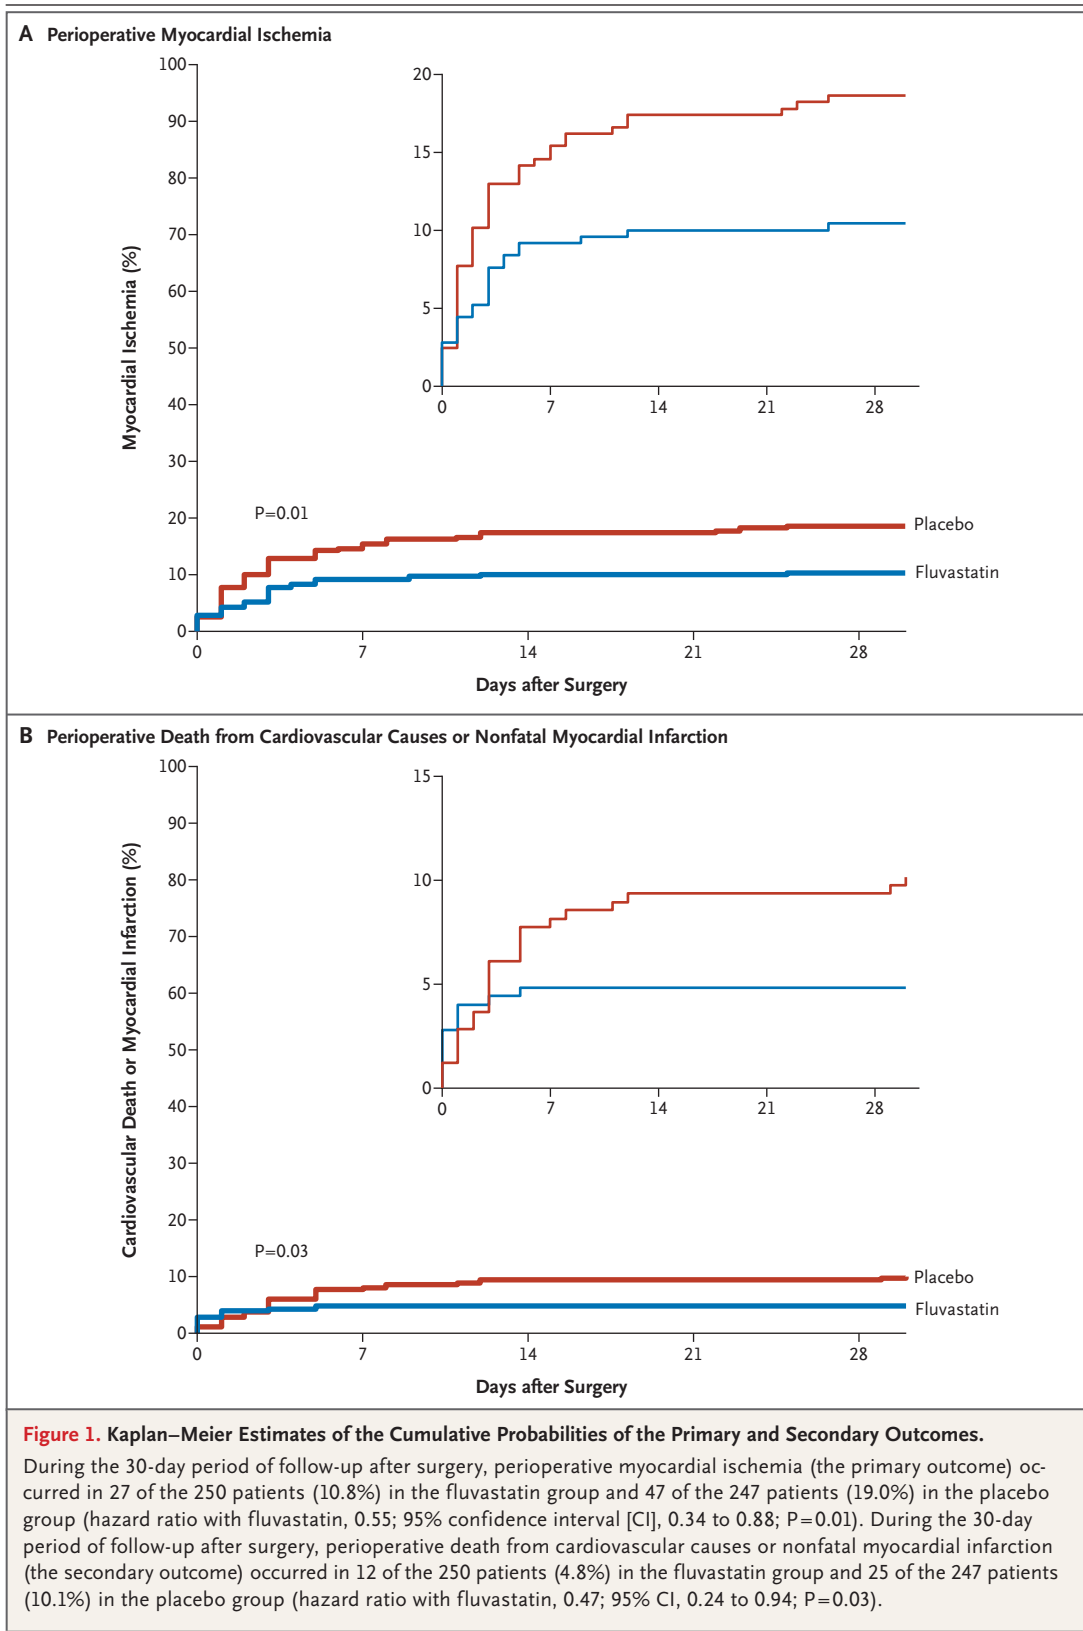 A Perioperative Myocardial Ischemia
100
90
80
70
60
50
40
30
20
10
0
Myocardial Ischemia (%)
20
15
10
5
0
0 7 14 21 28
P=0.01
Placebo
Fluvastatin
0 7 14 21 28
Days after Surgery
B Perioperative Death from Cardiovascular Causes or Nonfatal Myocardial Infarction
100
90
80
70
60
50
40
30
20
10
0
Cardiovascular Death or Myocardial Infarction (%)
15
10
5
0
0 7 14 21 28
P=0.03
Placebo
Fluvastatin
0 7 14 21 28
Days after Surgery
Figure 1. Kaplan–Meier Estimates of the Cumulative Probabilities of the Primary and Secondary Outcomes.
During the 30-day period of follow-up after surgery, perioperative myocardial ischemia (the primary outcome) oc-
curred in 27 of the 250 patients (10.8%) in the fluvastatin group and 47 of the 247 patients (19.0%) in the placebo
group (hazard ratio with fluvastatin, 0.55; 95% confidence interval [CI], 0.34 to 0.88; P=0.01). During the 30-day
period of follow-up after surgery, perioperative death from cardiovascular causes or nonfatal myocardial infarction
(the secondary outcome) occurred in 12 of the 250 patients (4.8%) in the fluvastatin group and 25 of the 247 patients
(10.1%) in the placebo group (hazard ratio with fluvastatin, 0.47; 95% CI, 0.24 to 0.94; P=0.03).